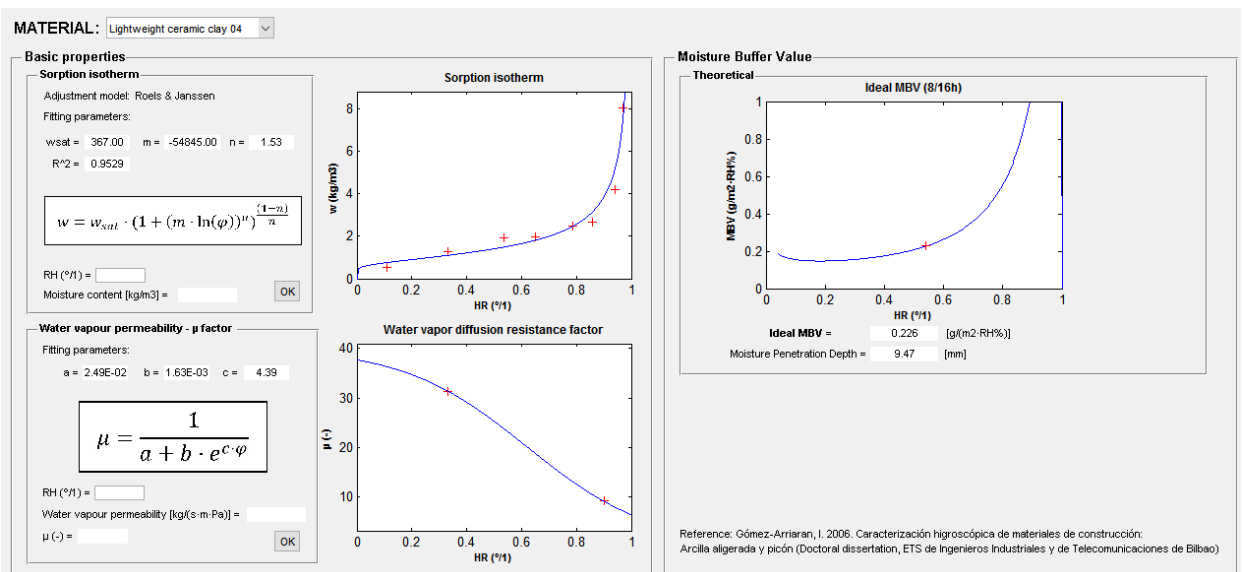 MATERIAL: Lightweight ceramic clay 04
Basic properties
Sorption isotherm
Adjustment model: Roels & Janssen
Fitting parameters:
wsat = 367.00 m = -54845.00 n = 1.53
R^2 = 0.9529
w = w_sat · (1 + (m · ln(φ))^n)^((1−n)/n)
RH (º/1) =
Moisture content [kg/m3] =
OK
Sorption isotherm
w (kg/m3)
8
6
4
2
0
0 0.2 0.4 0.6 0.8 1
HR (º/1)
Water vapour permeability - µ factor
Fitting parameters:
a = 2.49E-02 b = 1.63E-03 c = 4.39
μ = 1 / (a + b · e^(c·φ))
RH (º/1) =
Water vapour permeability [kg/(s·m·Pa)] =
µ (-) =
OK
Water vapor diffusion resistance factor
µ (-)
40
30
20
10
0 0.2 0.4 0.6 0.8 1
HR (º/1)
Moisture Buffer Value
Theoretical
Ideal MBV (8/16h)
MBV (g/m2·RH%)
1
0.8
0.6
0.4
0.2
0
0 0.2 0.4 0.6 0.8 1
HR (º/1)
Ideal MBV = 0.226 [g/(m2·RH%)]
Moisture Penetration Depth = 9.47 [mm]
Reference: Gómez-Arriaran, I. 2006. Caracterización higroscópica de materiales de construcción:
Arcilla aligerada y picón (Doctoral dissertation, ETS de Ingenieros Industriales y de Telecomunicaciones de Bilbao)